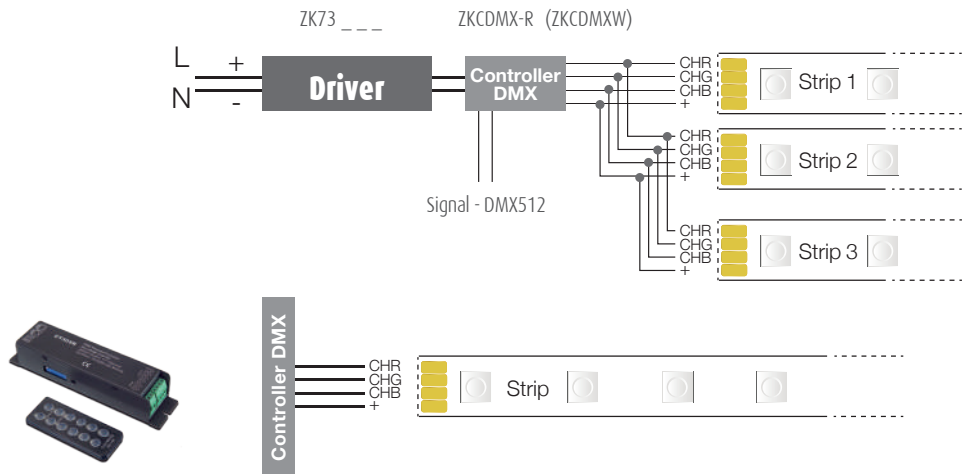 ZK73 _ _ _ ZKCDMX-R (ZKCDMXW)
L +
N -
Driver
Controller
DMX
CHR
CHG
CHB
+
Strip 1
CHR
CHG
CHB
+
Strip 2
Signal - DMX512
CHR
CHG
CHB
+
Strip 3
Controller DMX
CHR
CHG
CHB
+
Strip